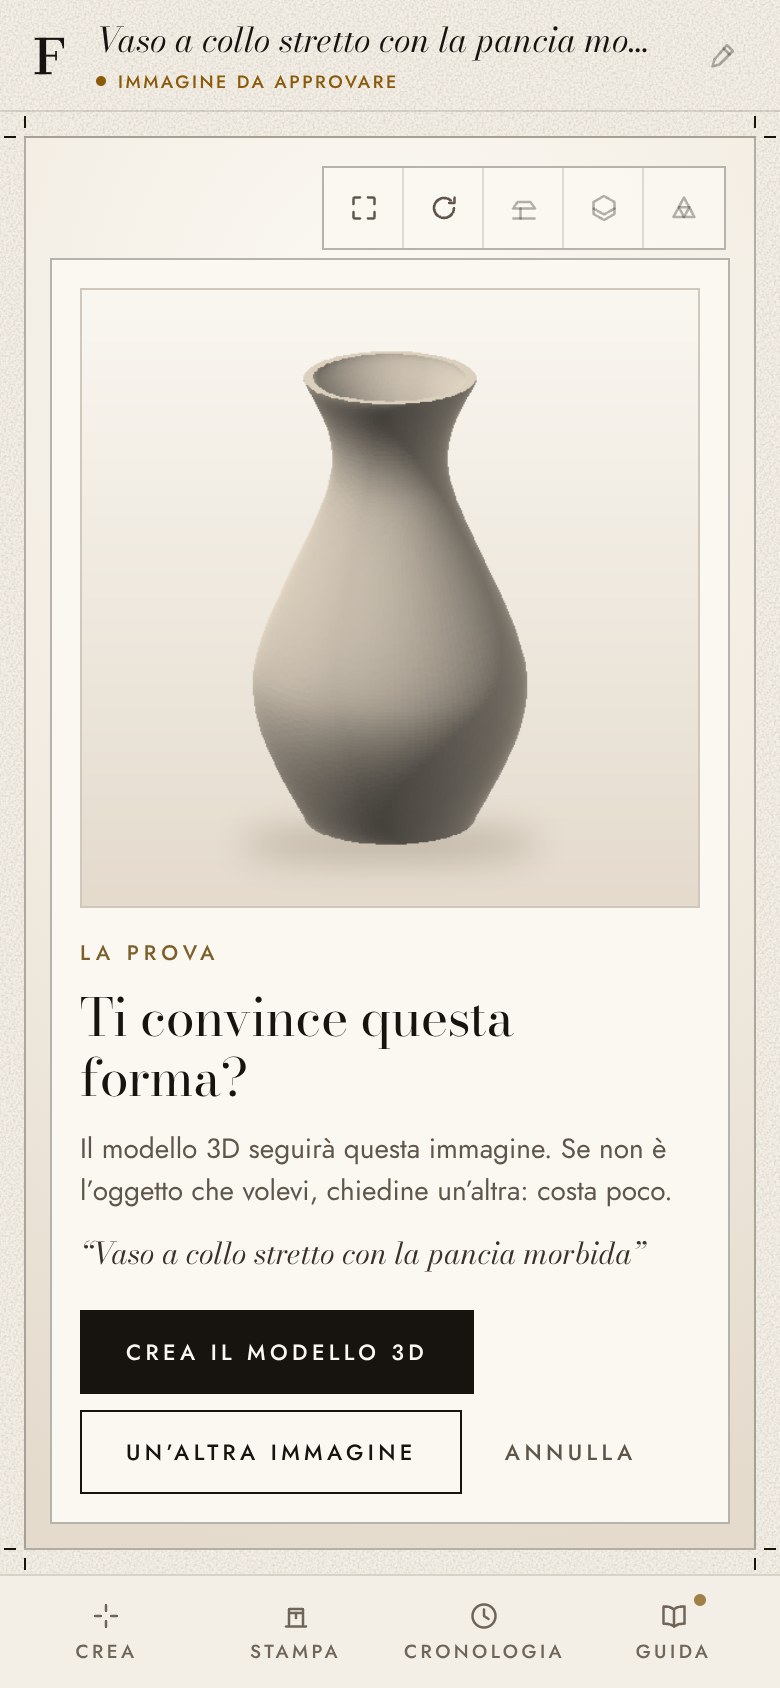 F
Vaso a collo stretto con la pancia mo...
IMMAGINE DA APPROVARE
LA PROVA
Ti convince questa
forma?
Il modello 3D seguirà questa immagine. Se non è
l’oggetto che volevi, chiedine un’altra: costa poco.
“Vaso a collo stretto con la pancia morbida”
CREA IL MODELLO 3D
UN’ALTRA IMMAGINE
ANNULLA
CREA
STAMPA
CRONOLOGIA
GUIDA